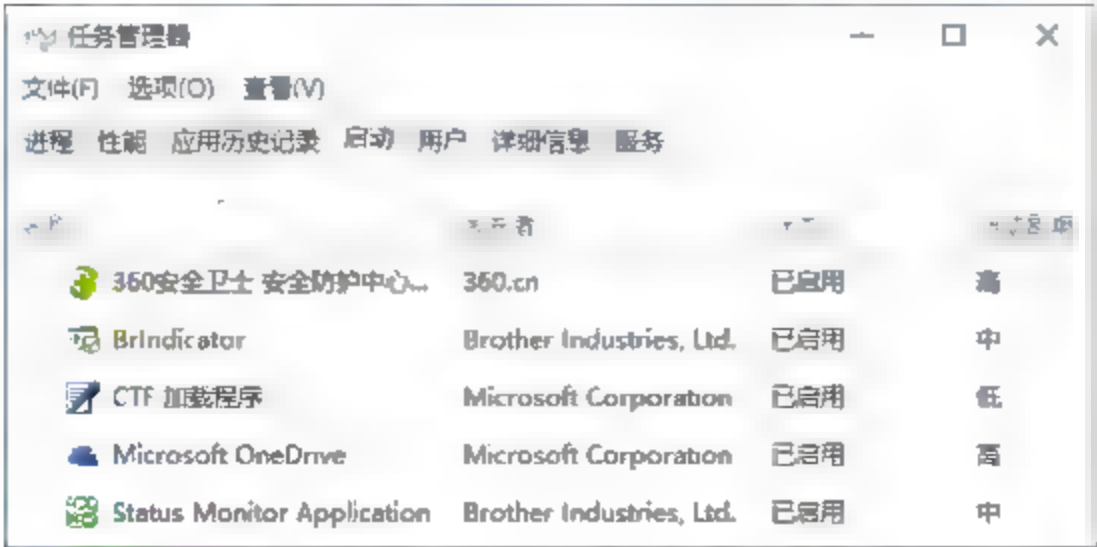 任务管理器
文件(F) 选项(O) 查看(V)
进程 性能 应用历史记录 启动 用户 详细信息 服务
360安全卫士 安全防护中心... 360.cn 已启用 高
BrIndicator Brother Industries, Ltd. 已启用 中
CTF 加载程序 Microsoft Corporation 已启用 低
Microsoft OneDrive Microsoft Corporation 已启用 高
Status Monitor Application Brother Industries, Ltd. 已启用 中